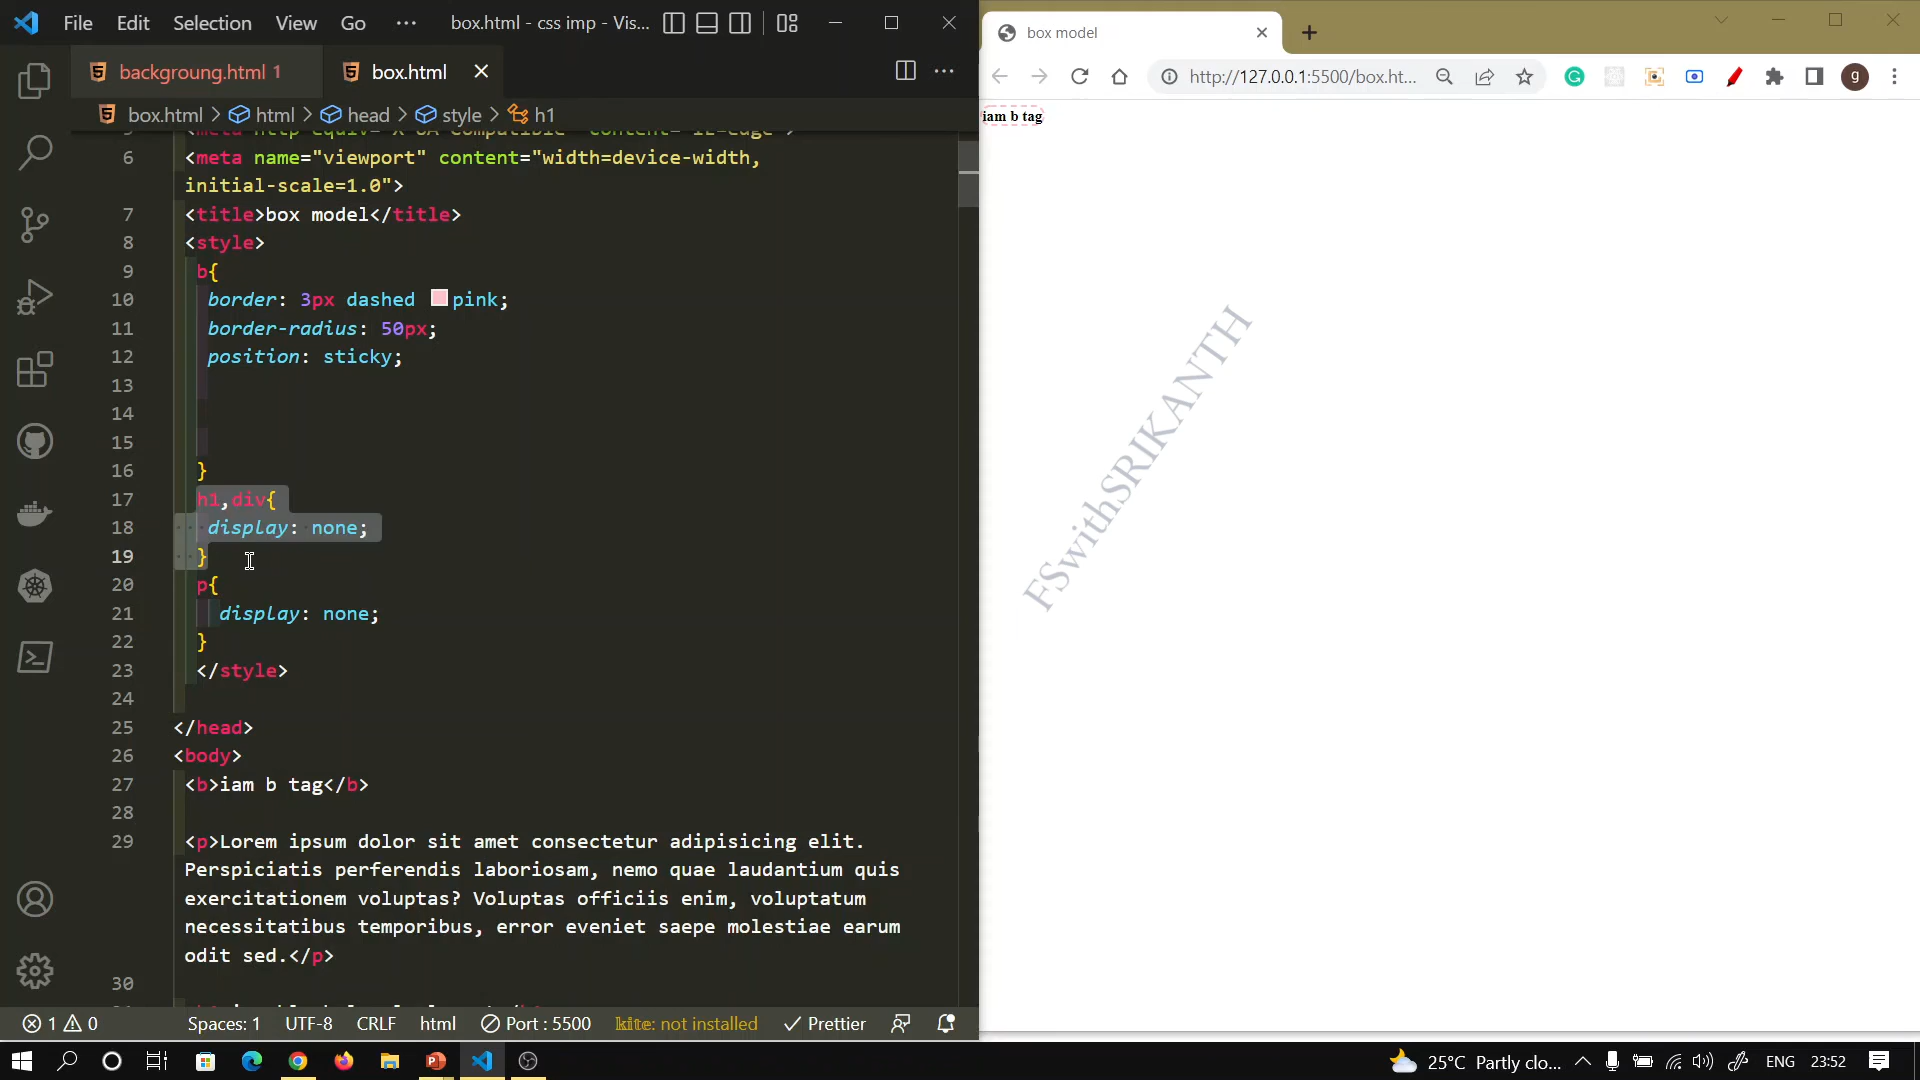 File Edit Selection View Go ··· box.html - css imp - Vis...
backgroung.html 1 box.html
box.html > html > head > style > h1
6 <meta name="viewport" content="width=device-width,
initial-scale=1.0">
7 <title>box model</title>
8 <style>
9 b{
10 border: 3px dashed pink;
11 border-radius: 50px;
12 position: sticky;
13
14
15
16 }
17 h1,div{
18 display: none;
19 }
20 p{
21 display: none;
22 }
23 </style>
24
25 </head>
26 <body>
27 <b>iam b tag</b>
28
29 <p>Lorem ipsum dolor sit amet consectetur adipisicing elit.
Perspiciatis perferendis laboriosam, nemo quae laudantium quis
exercitationem voluptas? Voluptas officiis enim, voluptatum
necessitatibus temporibus, error eveniet saepe molestiae earum
odit sed.</p>
30
1 0 Spaces: 1 UTF-8 CRLF html Port : 5500 kite: not installed Prettier
box model
http://127.0.0.1:5500/box.ht... g
iam b tag
FSwithSRIKANTH
25°C Partly clo... ENG 23:52